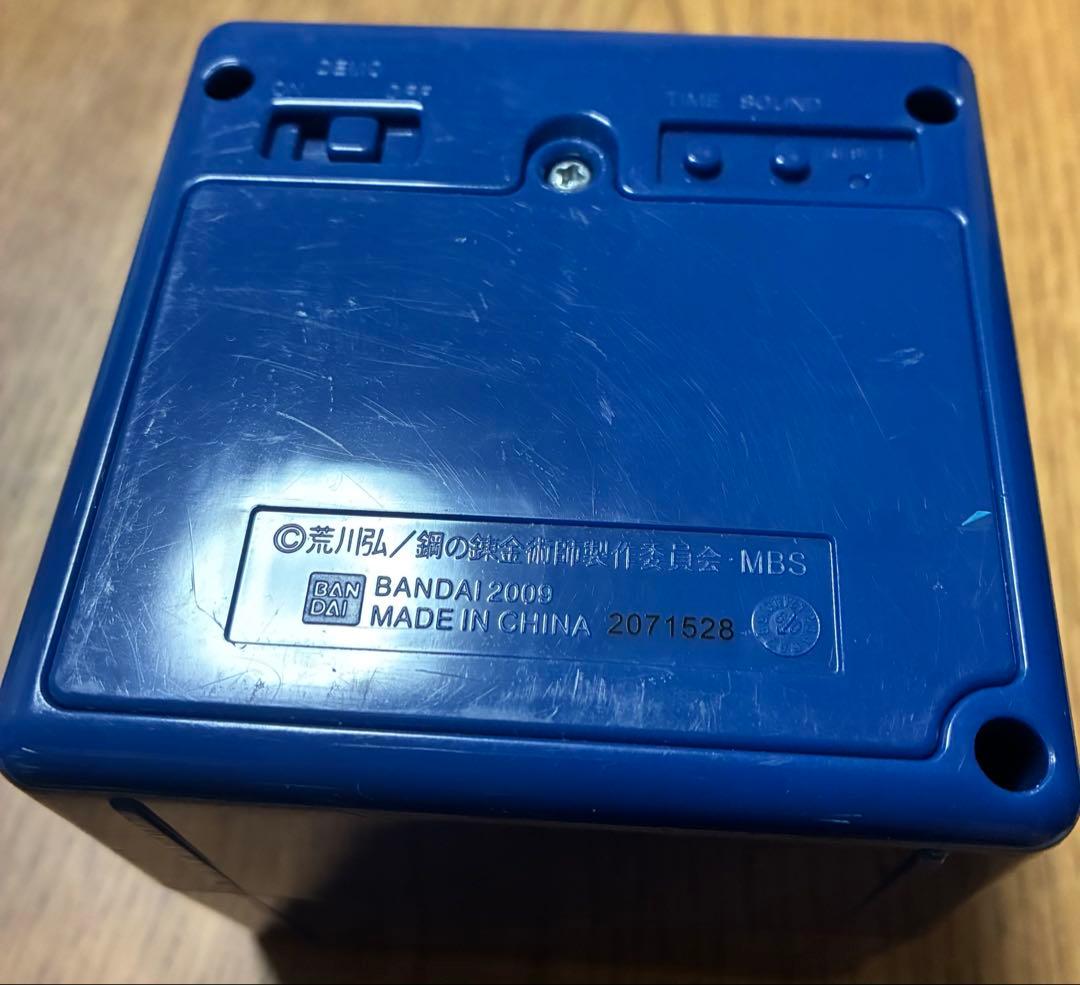 DEMO
ON OFF
TIME SOUND
©荒川弘／鋼の錬金術師製作委員会・MBS
BAN
DAI
BANDAI 2009
MADE IN CHINA 2071528